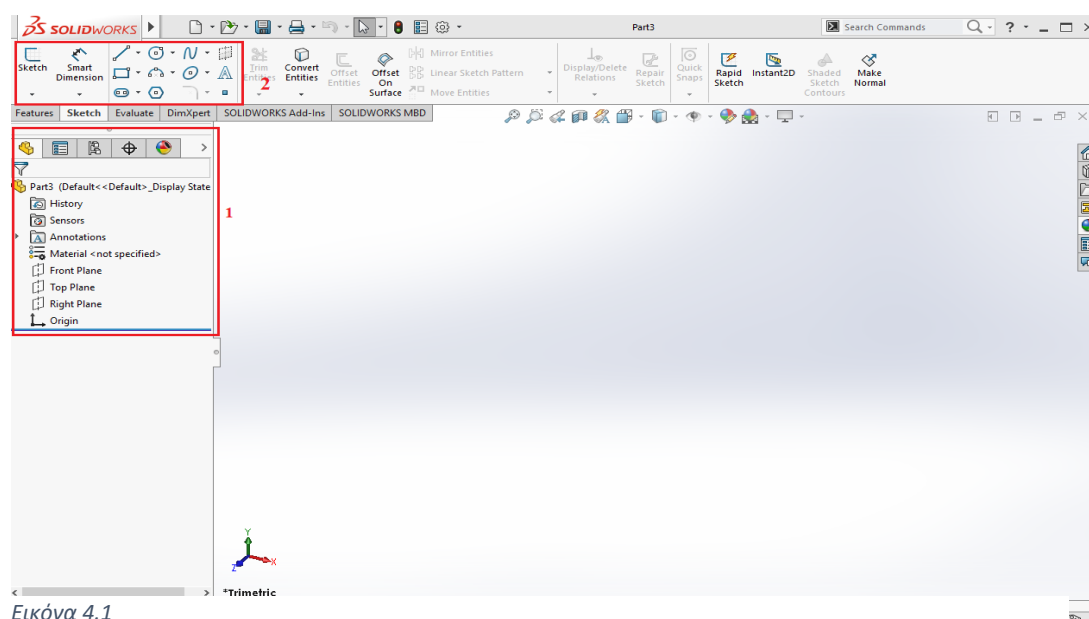 SOLIDWORKS Part3 Search Commands ?
Sketch Smart Dimension Trim Entities Convert Entities Offset Entities Offset On Surface Mirror Entities Linear Sketch Pattern Move Entities Display/Delete Relations Repair Sketch Quick Snaps Rapid Sketch Instant2D Shaded Sketch Contours Make Normal
2
Features Sketch Evaluate DimXpert SOLIDWORKS Add-Ins SOLIDWORKS MBD
Part3 (Default<<Default>_Display State
History
1
Sensors
Annotations
Material <not specified>
Front Plane
Top Plane
Right Plane
Origin
Y
X
Z
*Trimetric
Εικόνα 4.1